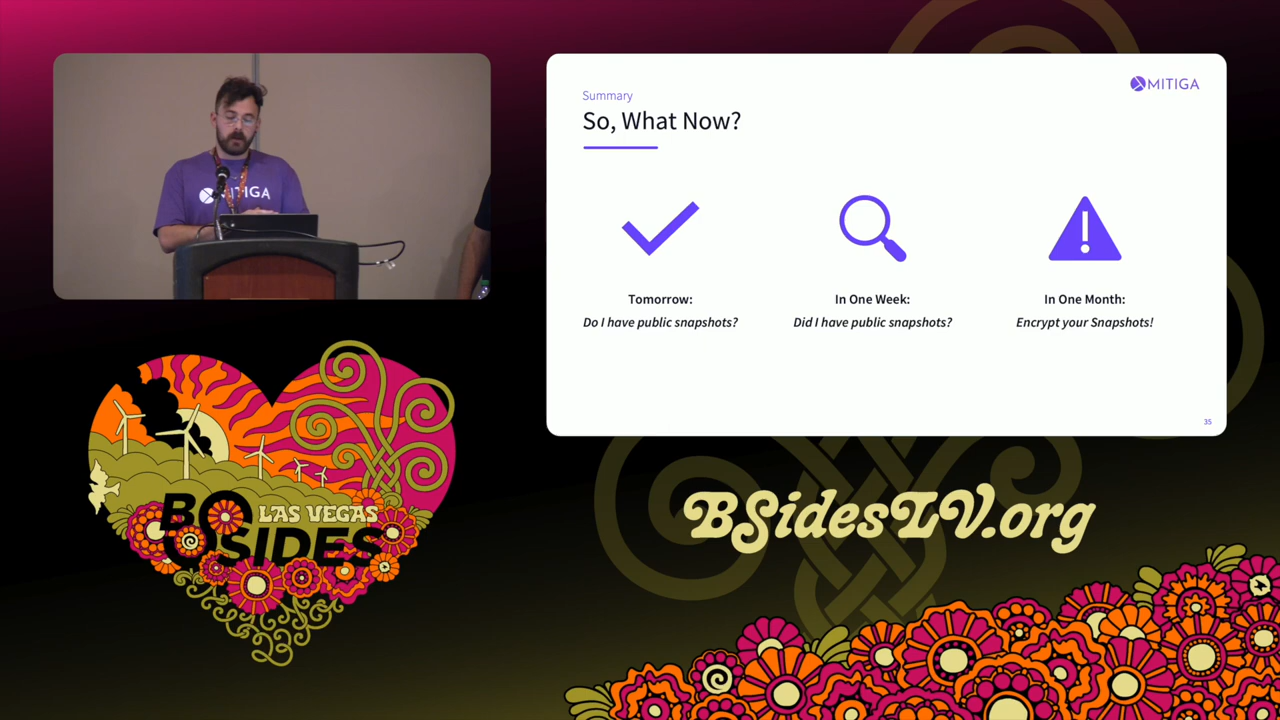 MITIGA
Summary
So, What Now?
MITIGA
Tomorrow:
Do I have public snapshots?
In One Week:
Did I have public snapshots?
In One Month:
Encrypt your Snapshots!
35
LAS VEGAS
BSIDES
BSidesLV.org